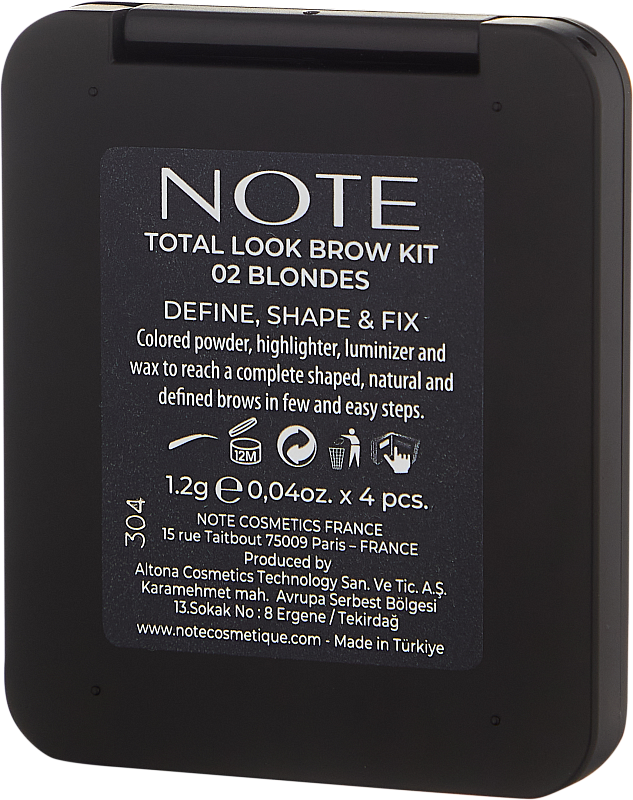 NOTE
TOTAL LOOK BROW KIT
02 BLONDES
DEFINE, SHAPE & FIX
Colored powder, highlighter, luminizer and
wax to reach a complete shaped, natural and
defined brows in few and easy steps.
12M
1.2g ℮ 0,04oz. x 4 pcs.
304
NOTE COSMETICS FRANCE
15 rue Taitbout 75009 Paris – FRANCE
Produced by
Altona Cosmetics Technology San. Ve Tic. A.Ş.
Karamehmet mah. Avrupa Serbest Bölgesi
13.Sokak No : 8 Ergene / Tekirdağ
www.notecosmetique.com - Made in Türkiye